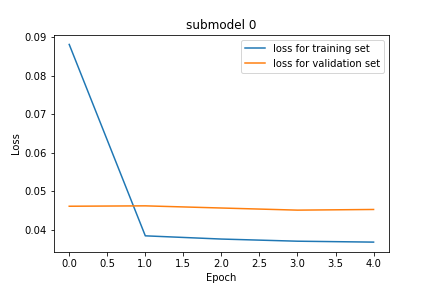 submodel 0
loss for training set
loss for validation set
0.09
0.08
0.07
0.06
0.05
0.04
Loss
0.0 0.5 1.0 1.5 2.0 2.5 3.0 3.5 4.0
Epoch